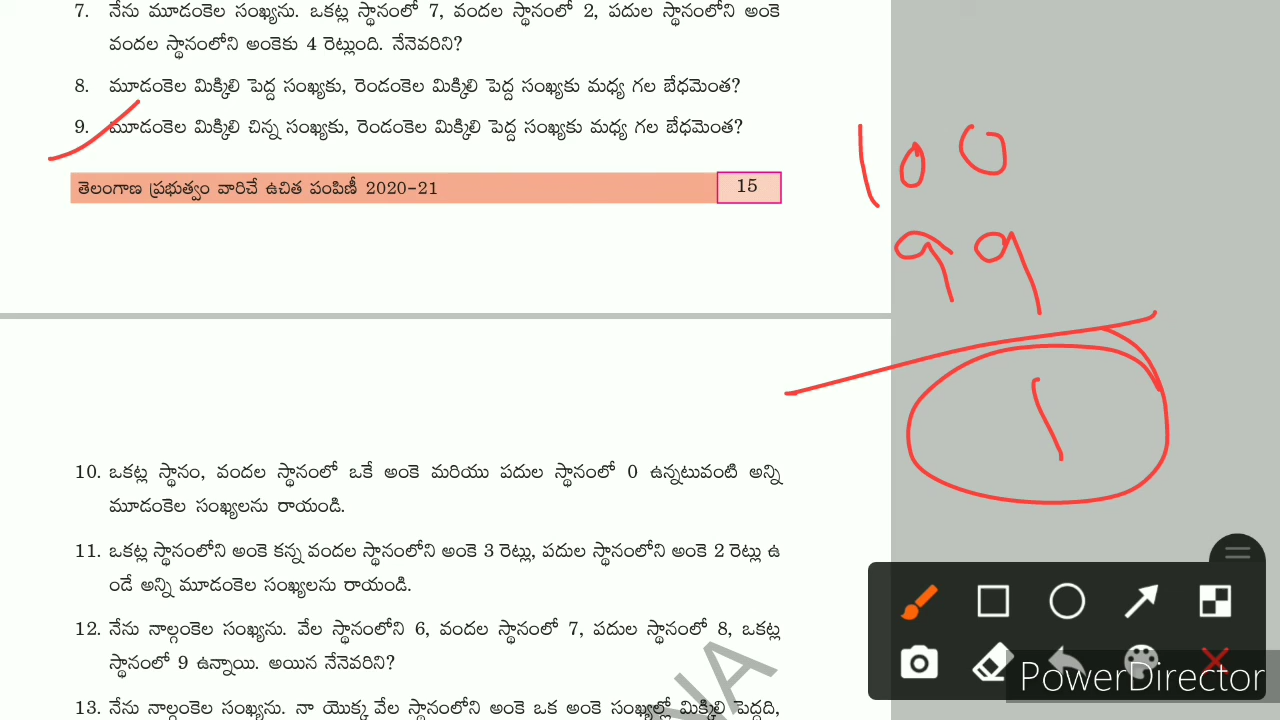 7. నేను మూడంకెల సంఖ్యను. ఒకట్ల స్థానంలో 7, వందల స్థానంలో 2, పదుల స్థానంలోని అంకె
వందల స్థానంలోని అంకెకు 4 రెట్లుంది. నేనెవరిని?
8. మూడంకెల మిక్కిలి పెద్ద సంఖ్యకు, రెండంకెల మిక్కిలి పెద్ద సంఖ్యకు మధ్య గల బేధమెంత?
9. మూడంకెల మిక్కిలి చిన్న సంఖ్యకు, రెండంకెల మిక్కిలి పెద్ద సంఖ్యకు మధ్య గల బేధమెంత?
తెలంగాణ ప్రభుత్వం వారిచే ఉచిత పంపిణీ 2020-21 15
100
99
1
10. ఒకట్ల స్థానం, వందల స్థానంలో ఒకే అంకె మరియు పదుల స్థానంలో 0 ఉన్నటువంటి అన్ని
మూడంకెల సంఖ్యలను రాయండి.
11. ఒకట్ల స్థానంలోని అంకె కన్న వందల స్థానంలోని అంకె 3 రెట్లు, పదుల స్థానంలోని అంకె 2 రెట్లు ఉ
ండే అన్ని మూడంకెల సంఖ్యలను రాయండి.
12. నేను నాల్గంకెల సంఖ్యను. వేల స్థానంలోని 6, వందల స్థానంలో 7, పదుల స్థానంలో 8, ఒకట్ల
స్థానంలో 9 ఉన్నాయి. అయిన నేనెవరిని?
13. నేను నాల్గంకెల సంఖ్యను. నా యొక్క వేల స్థానంలోని అంకె ఒక అంకె సంఖ్యల్లో మిక్కిలి పెద్దది,
NA
PowerDirector